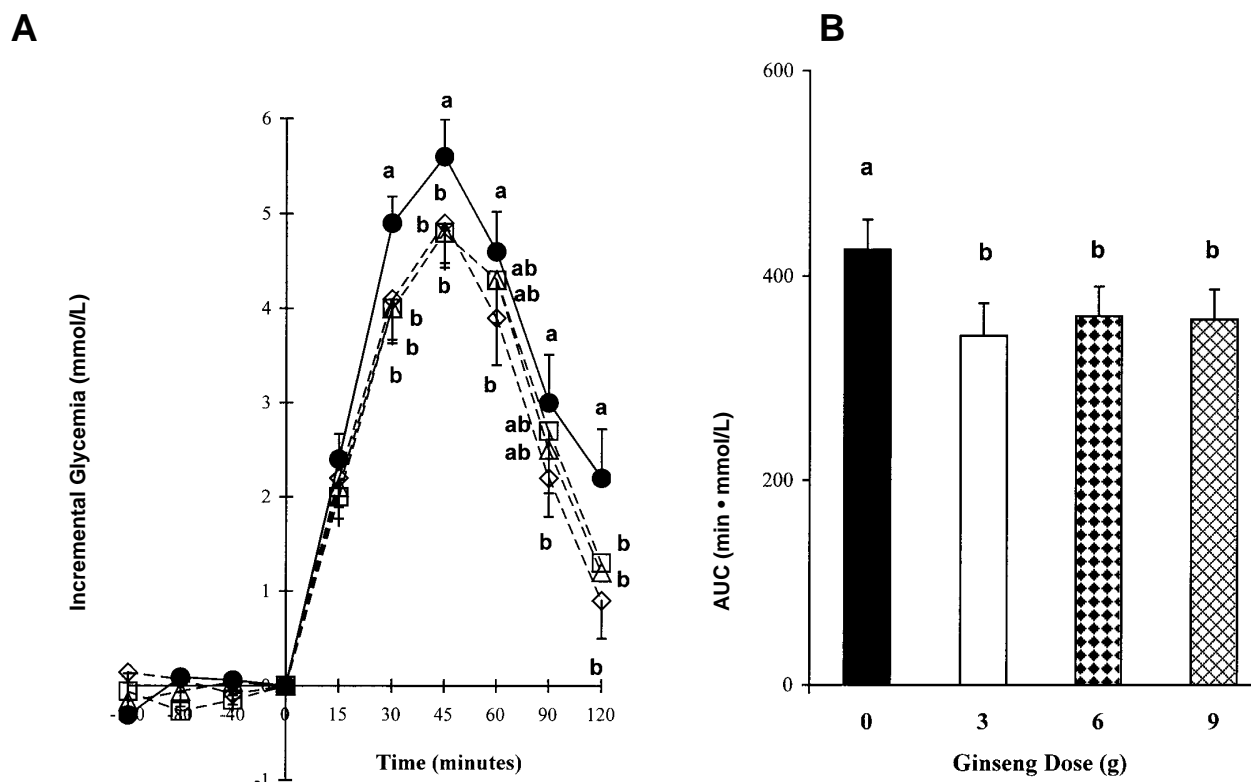 A
B
Incremental Glycemia (mmol/L)
6
5
4
3
2
1
0
-1
a
a
b
b
b
a
ab
ab
b
b
b
b
a
ab
ab
b
a
b
b
b
-80
-40
0
15
30
45
60
90
120
Time (minutes)
AUC (min • mmol/L)
600
400
200
0
a
b
b
b
0
3
6
9
Ginseng Dose (g)